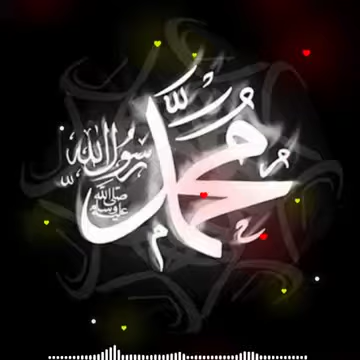 محمد
رسول الله
صلى الله عليه وسلم